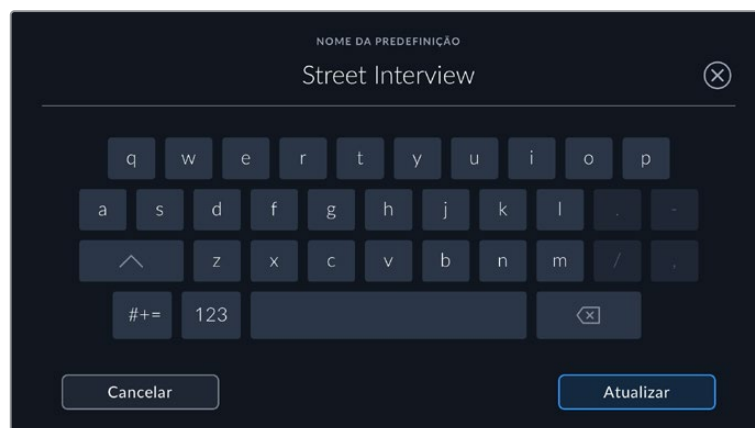 NOME DA PREDEFINIÇÃO
Street Interview
q w e r t y u i o p
a s d f g h j k l . -
z x c v b n m / ,
#+= 123
Cancelar Atualizar